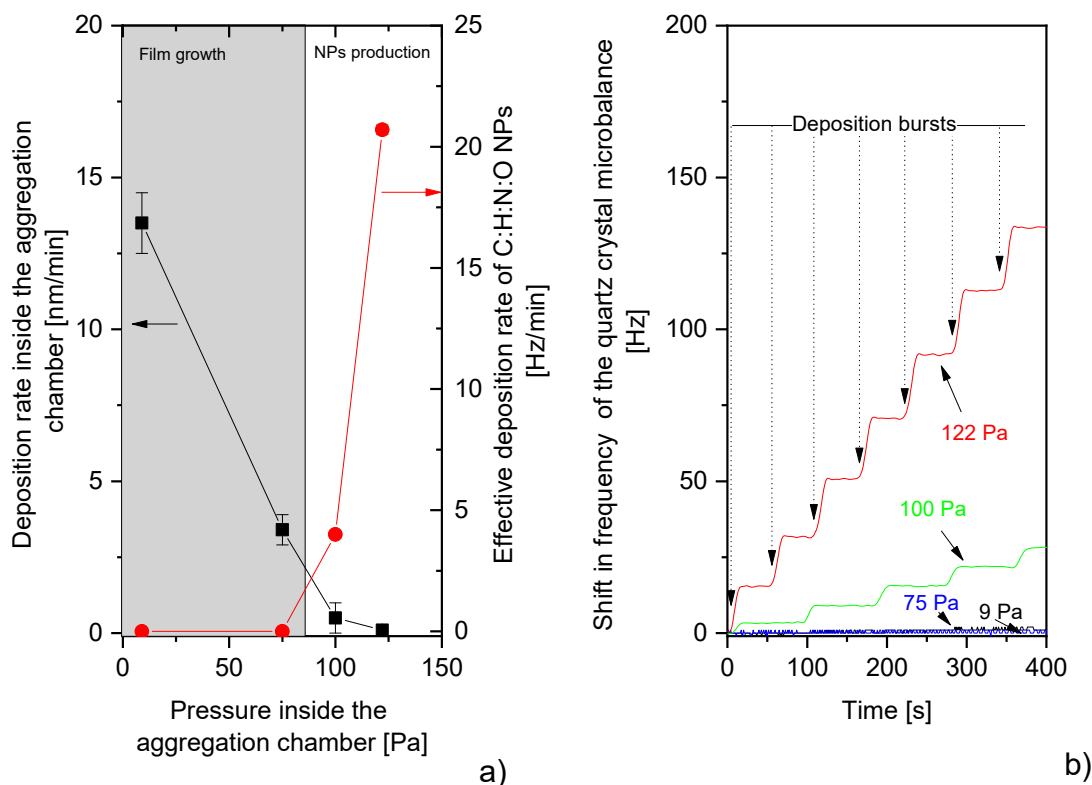 Film growth
NPs production
20
15
10
5
0
25
20
15
10
5
0
0
50
100
150
Deposition rate inside the aggregation
chamber [nm/min]
Effective deposition rate of C:H:N:O NPs
[Hz/min]
Pressure inside the
aggregation chamber [Pa]
a)
200
150
100
50
0
0
100
200
300
400
Shift in frequency of the quartz crystal microbalance
[Hz]
Deposition bursts
122 Pa
100 Pa
75 Pa
9 Pa
Time [s]
b)